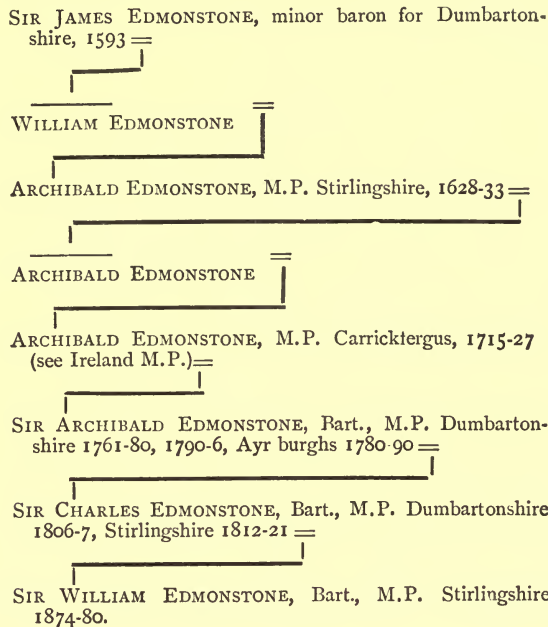 SIR JAMES EDMONSTONE, minor baron for Dumbarton-
shire, 1593 =
WILLIAM EDMONSTONE =
ARCHIBALD EDMONSTONE, M.P. Stirlingshire, 1628-33 =
ARCHIBALD EDMONSTONE =
ARCHIBALD EDMONSTONE, M.P. Carricktergus, 1715-27
(see Ireland M.P.)=
SIR ARCHIBALD EDMONSTONE, Bart., M.P. Dumbarton-
shire 1761-80, 1790-6, Ayr burghs 1780-90 =
SIR CHARLES EDMONSTONE, Bart., M.P. Dumbartonshire
1806-7, Stirlingshire 1812-21 =
SIR WILLIAM EDMONSTONE, Bart., M.P. Stirlingshire
1874-80.